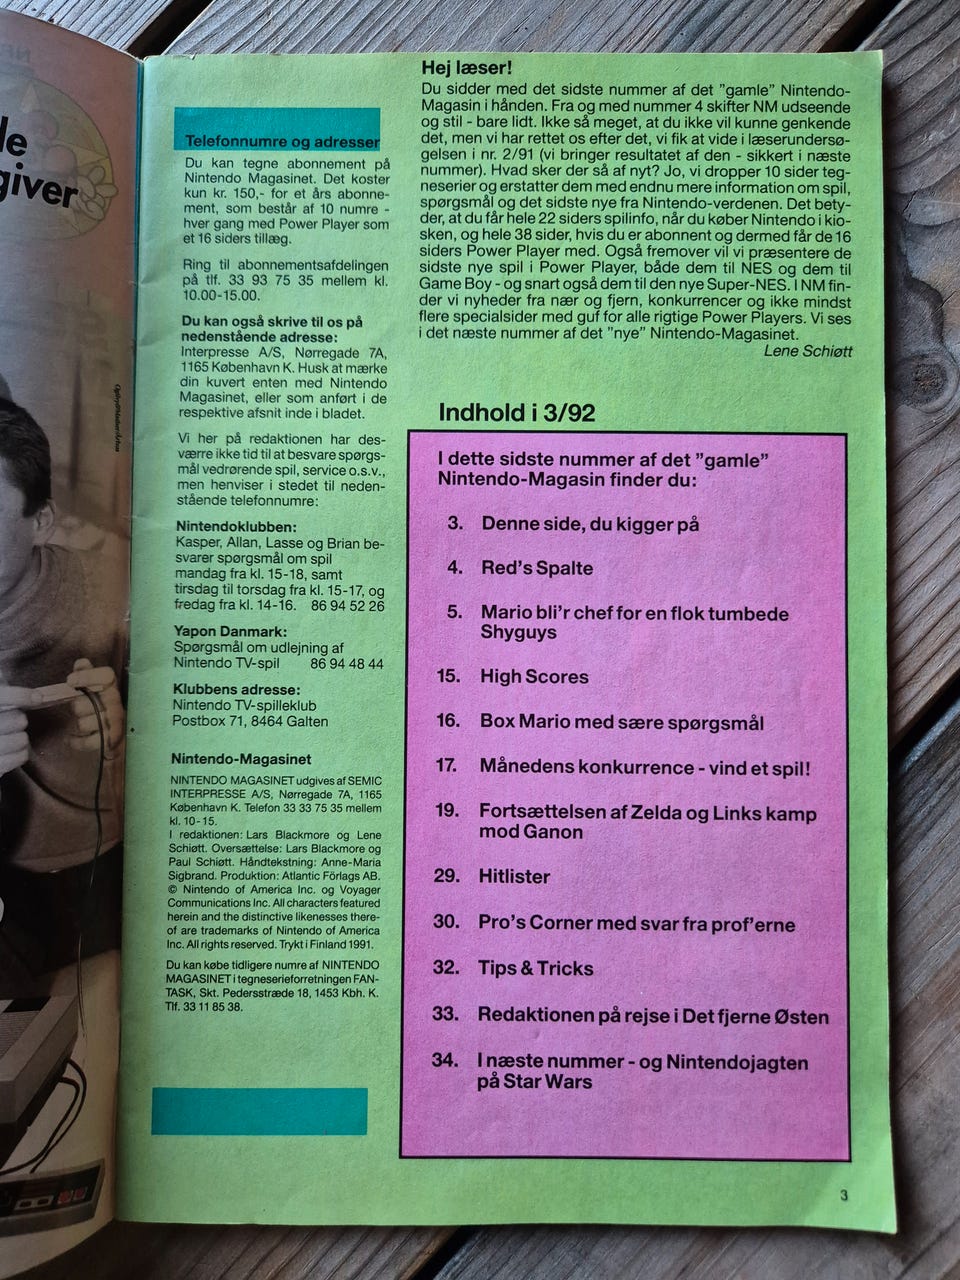 de
giver
Ogilvy&Mather/Artua
Telefonnumre og adresser
Du kan tegne abonnement på
Nintendo Magasinet. Det koster
kun kr. 150,- for et års abonne-
ment, som består af 10 numre -
hver gang med Power Player som
et 16 siders tillæg.
Ring til abonnementsafdelingen
på tlf. 33 93 75 35 mellem kl.
10.00-15.00.
Du kan også skrive til os på
nedenstående adresse:
Interpresse A/S, Nørregade 7A,
1165 København K. Husk at mærke
din kuvert enten med Nintendo
Magasinet, eller som anført i de
respektive afsnit inde i bladet.
Vi her på redaktionen har des-
værre ikke tid til at besvare spørgs-
mål vedrørende spil, service o.s.v.,
men henviser i stedet til neden-
stående telefonnumre:
Nintendoklubben:
Kasper, Allan, Lasse og Brian be-
svarer spørgsmål om spil
mandag fra kl. 15-18, samt
tirsdag til torsdag fra kl. 15-17, og
fredag fra kl. 14-16. 86 94 52 26
Yapon Danmark:
Spørgsmål om udlejning af
Nintendo TV-spil 86 94 48 44
Klubbens adresse:
Nintendo TV-spilleklub
Postbox 71, 8464 Galten
Nintendo-Magasinet
NINTENDO MAGASINET udgives af SEMIC
INTERPRESSE A/S, Nørregade 7A, 1165
København K. Telefon 33 33 75 35 mellem
kl. 10-15.
I redaktionen: Lars Blackmore og Lene
Schiøtt. Oversættelse: Lars Blackmore og
Paul Schiøtt. Håndtekstning: Anne-Maria
Sigbrand. Produktion: Atlantic Förlags AB.
© Nintendo of America Inc. og Voyager
Communications Inc. All characters featured
herein and the distinctive likenesses there-
of are trademarks of Nintendo of America
Inc. All rights reserved. Trykt i Finland 1991.
Du kan købe tidligere numre af NINTENDO
MAGASINET i tegneserieforretningen FAN-
TASK, Skt. Pedersstræde 18, 1453 Kbh. K.
Tlf. 33 11 85 38.
Hej læser!
Du sidder med det sidste nummer af det "gamle" Nintendo-
Magasin i hånden. Fra og med nummer 4 skifter NM udseende
og stil - bare lidt. Ikke så meget, at du ikke vil kunne genkende
det, men vi har rettet os efter det, vi fik at vide i læserundersø-
gelsen i nr. 2/91 (vi bringer resultatet af den - sikkert i næste
nummer). Hvad sker der så af nyt? Jo, vi dropper 10 sider teg-
neserier og erstatter dem med endnu mere information om spil,
spørgsmål og det sidste nye fra Nintendo-verdenen. Det bety-
der, at du får hele 22 siders spilinfo, når du køber Nintendo i kio-
sken, og hele 38 sider, hvis du er abonnent og dermed får de 16
siders Power Player med. Også fremover vil vi præsentere de
sidste nye spil i Power Player, både dem til NES og dem til
Game Boy - og snart også dem til den nye Super-NES. I NM fin-
der vi nyheder fra nær og fjern, konkurrencer og ikke mindst
flere specialsider med guf for alle rigtige Power Players. Vi ses
i det næste nummer af det "nye" Nintendo-Magasinet.
Lene Schiøtt
Indhold i 3/92
I dette sidste nummer af det "gamle"
Nintendo-Magasin finder du:
3. Denne side, du kigger på
4. Red's Spalte
5. Mario bli'r chef for en flok tumbede
Shyguys
15. High Scores
16. Box Mario med sære spørgsmål
17. Månedens konkurrence - vind et spil!
19. Fortsættelsen af Zelda og Links kamp
mod Ganon
29. Hitlister
30. Pro's Corner med svar fra prof'erne
32. Tips & Tricks
33. Redaktionen på rejse i Det fjerne Østen
34. I næste nummer - og Nintendojagten
på Star Wars
3